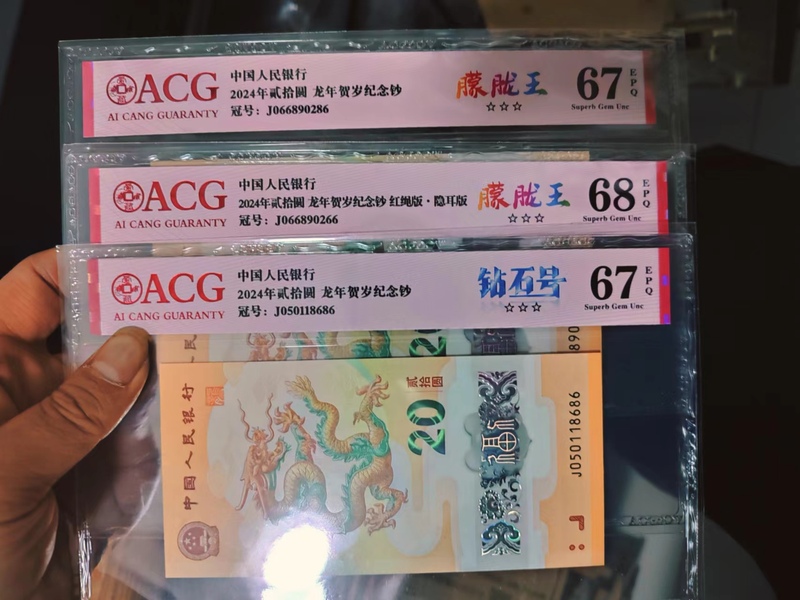 ACG
AI CANG GUARANTY
中国人民银行
2024年贰拾圆 龙年贺岁纪念钞
冠号：J066890286
朦胧王
☆☆☆
67
EPQ
Superb Gem Unc
ACG
AI CANG GUARANTY
中国人民银行
2024年贰拾圆 龙年贺岁纪念钞 红绳版·隐耳版
冠号：J066890266
朦胧王
☆☆☆
68
EPQ
Superb Gem Unc
ACG
AI CANG GUARANTY
中国人民银行
2024年贰拾圆 龙年贺岁纪念钞
冠号：J050118686
钻石号
☆☆☆
67
EPQ
Superb Gem Unc
中国人民银行
贰拾圆
20
福
J050118686